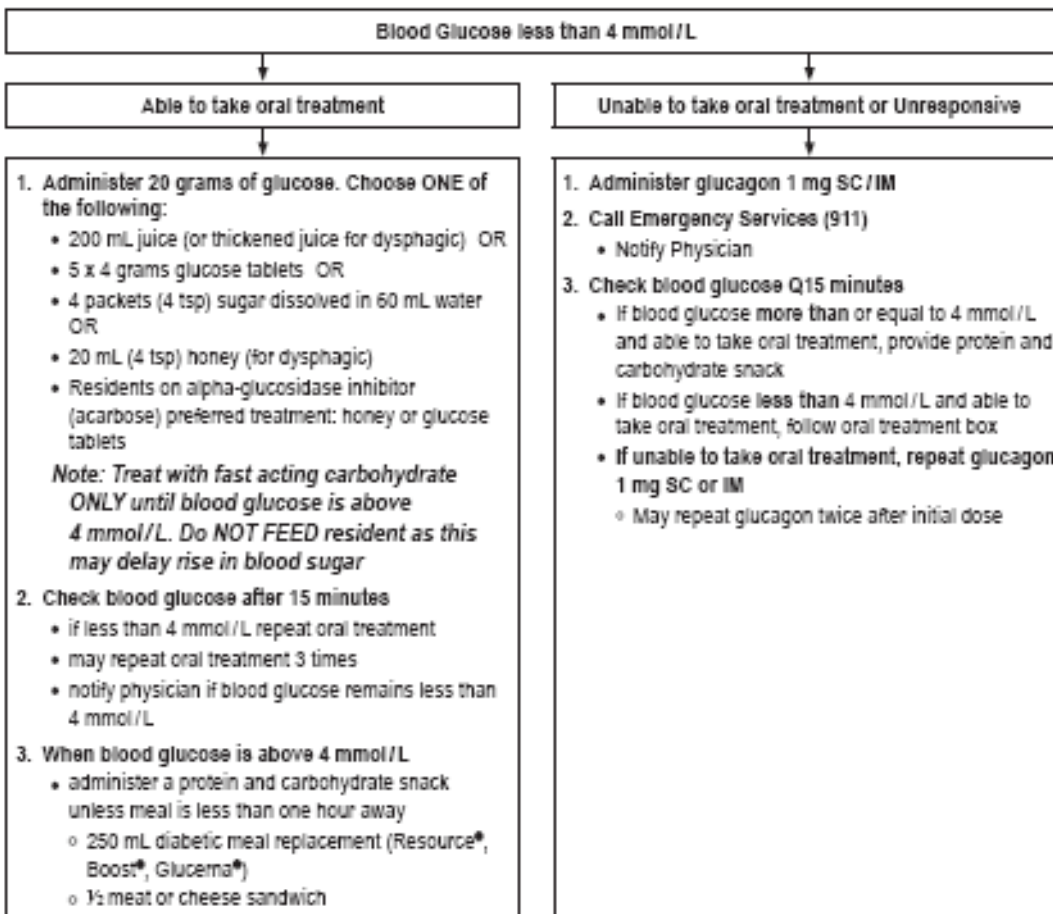 Blood Glucose less than 4 mmol/L
Able to take oral treatment
1. Administer 20 grams of glucose. Choose ONE of
the following:
• 200 mL juice (or thickened juice for dysphagic) OR
• 5 x 4 grams glucose tablets OR
• 4 packets (4 tsp) sugar dissolved in 60 mL water
OR
• 20 mL (4 tsp) honey (for dysphagic)
• Residents on alpha-glucosidase inhibitor
(acarbose) preferred treatment: honey or glucose
tablets
Note: Treat with fast acting carbohydrate
ONLY until blood glucose is above
4 mmol/L. Do NOT FEED resident as this
may delay rise in blood sugar
2. Check blood glucose after 15 minutes
• if less than 4 mmol/L repeat oral treatment
• may repeat oral treatment 3 times
• notify physician if blood glucose remains less than
4 mmol/L
3. When blood glucose is above 4 mmol/L
• administer a protein and carbohydrate snack
unless meal is less than one hour away
○ 250 mL diabetic meal replacement (Resource®,
Boost®, Glucerna®)
○ ½ meat or cheese sandwich
Unable to take oral treatment or Unresponsive
1. Administer glucagon 1 mg SC/IM
2. Call Emergency Services (911)
• Notify Physician
3. Check blood glucose Q15 minutes
• If blood glucose more than or equal to 4 mmol/L
and able to take oral treatment, provide protein and
carbohydrate snack
• If blood glucose less than 4 mmol/L and able to
take oral treatment, follow oral treatment box
• If unable to take oral treatment, repeat glucagon
1 mg SC or IM
○ May repeat glucagon twice after initial dose